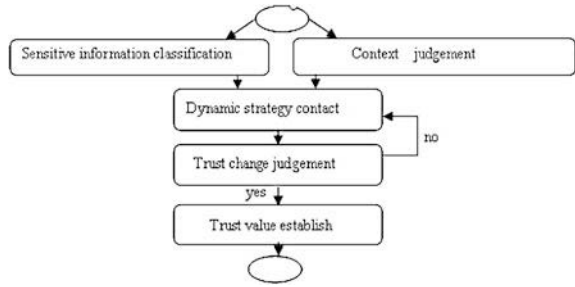 Sensitive information classification
Context judgement
Dynamic strategy contact
no
Trust change judgement
yes
Trust value establish